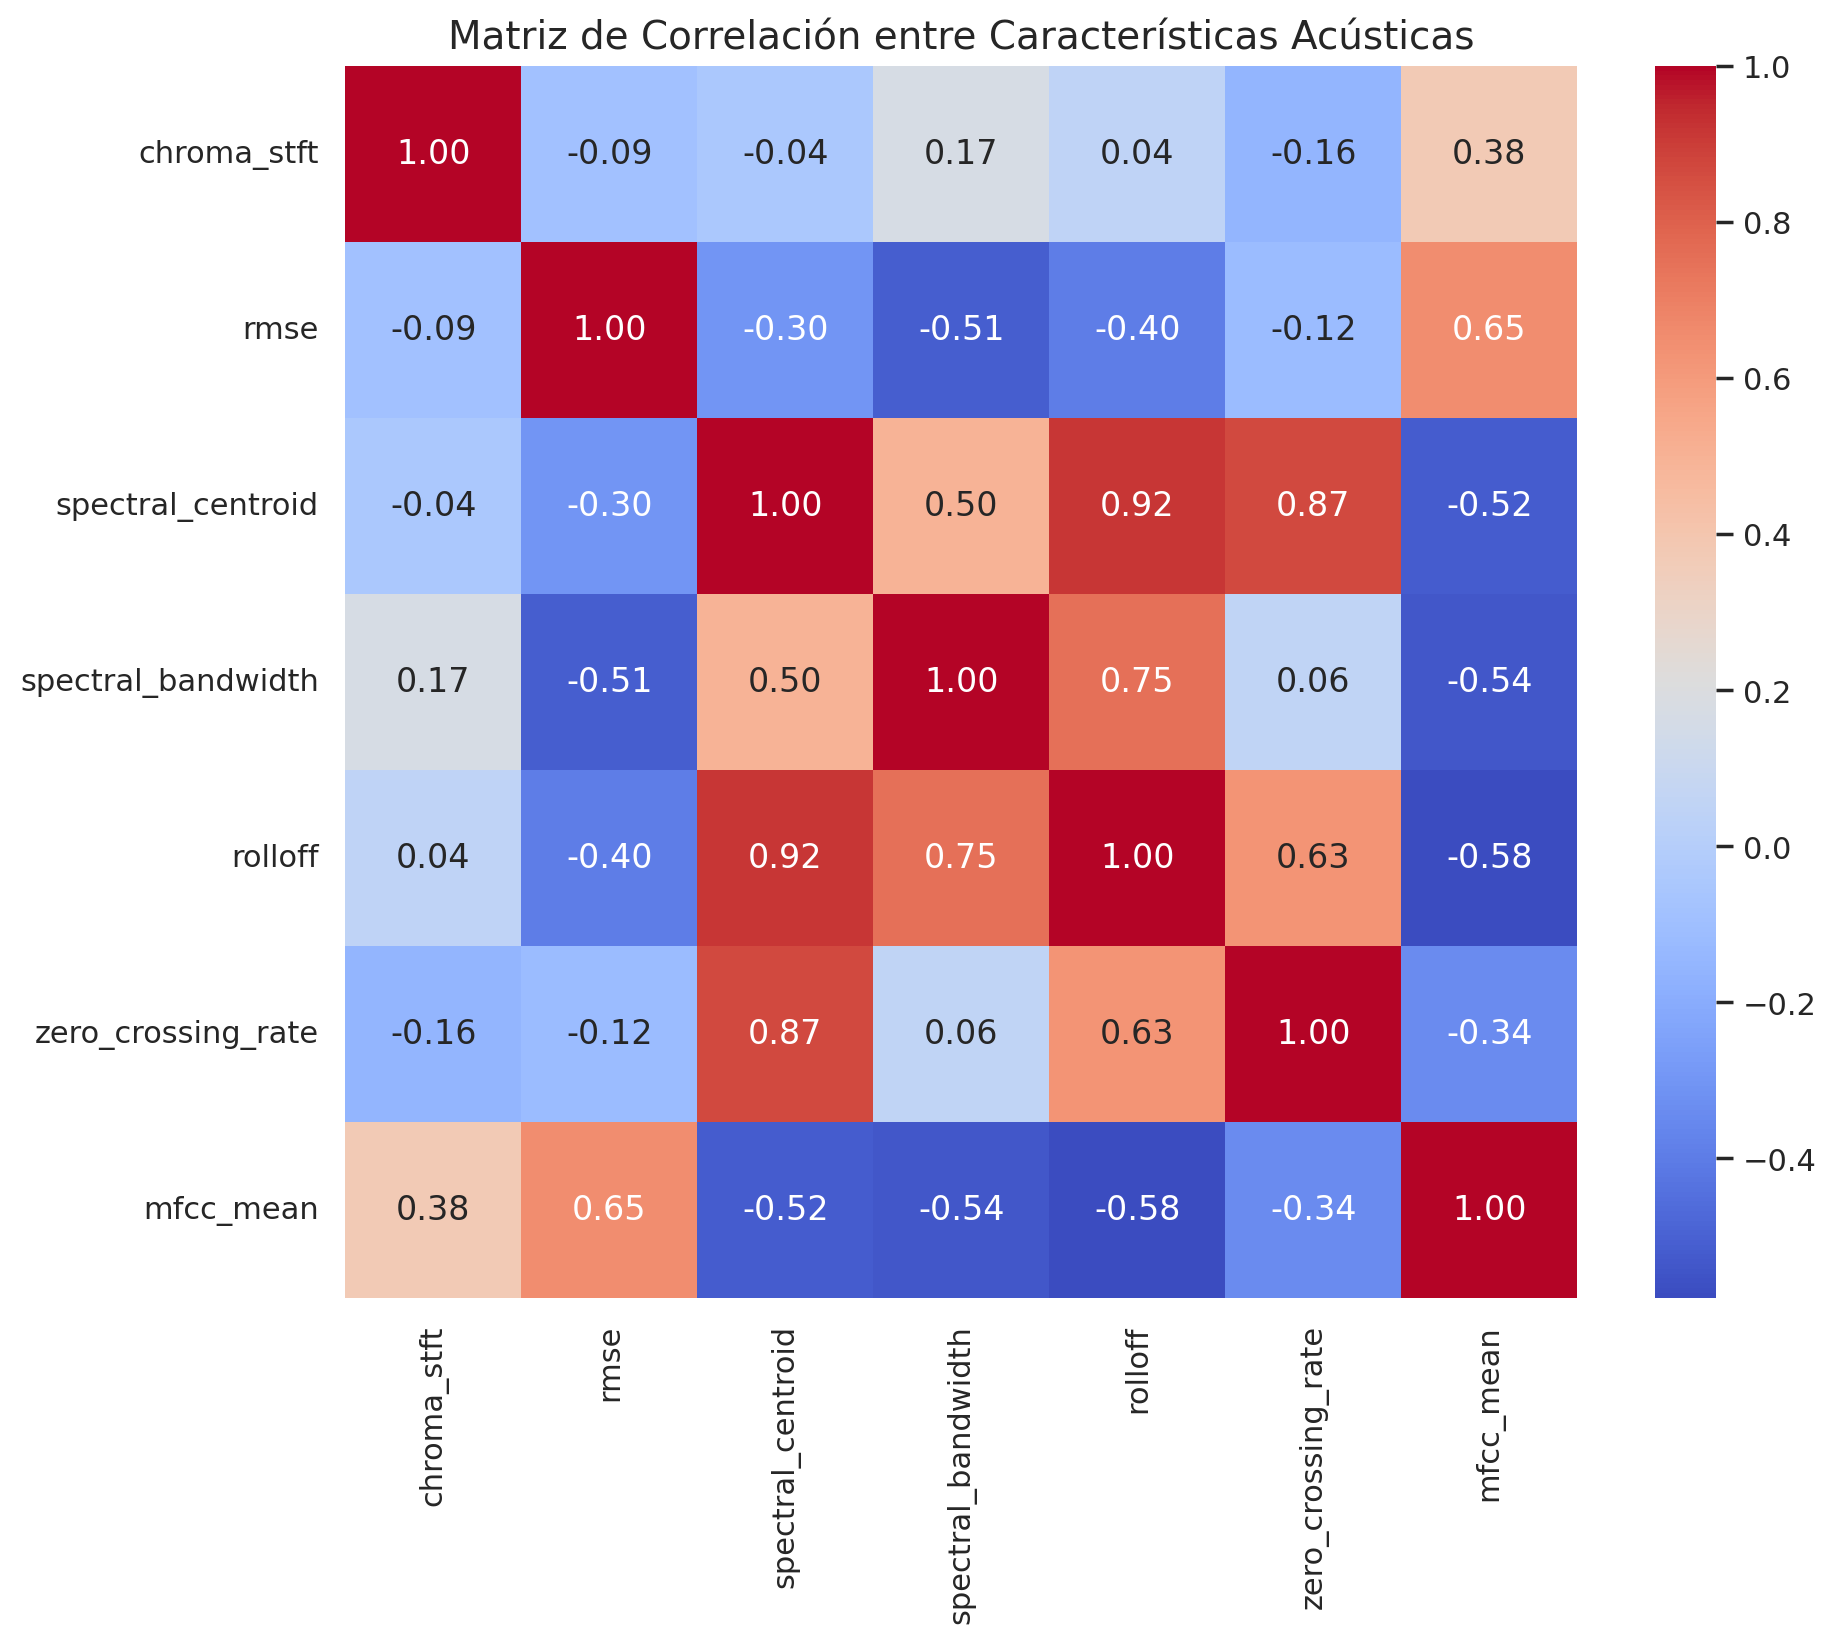 Matriz de Correlación entre Características Acústicas
chroma_stft 1.00 -0.09 -0.04 0.17 0.04 -0.16 0.38
rmse -0.09 1.00 -0.30 -0.51 -0.40 -0.12 0.65
spectral_centroid -0.04 -0.30 1.00 0.50 0.92 0.87 -0.52
spectral_bandwidth 0.17 -0.51 0.50 1.00 0.75 0.06 -0.54
rolloff 0.04 -0.40 0.92 0.75 1.00 0.63 -0.58
zero_crossing_rate -0.16 -0.12 0.87 0.06 0.63 1.00 -0.34
mfcc_mean 0.38 0.65 -0.52 -0.54 -0.58 -0.34 1.00
chroma_stft
rmse
spectral_centroid
spectral_bandwidth
rolloff
zero_crossing_rate
mfcc_mean
1.0
0.8
0.6
0.4
0.2
0.0
−0.2
−0.4